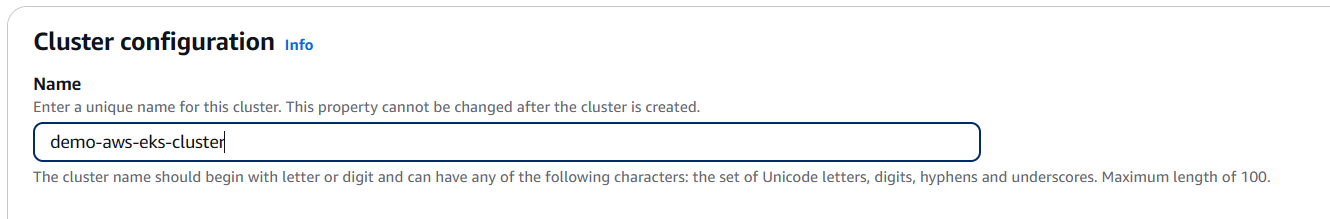 Cluster configuration Info
Name
Enter a unique name for this cluster. This property cannot be changed after the cluster is created.
demo-aws-eks-cluster
The cluster name should begin with letter or digit and can have any of the following characters: the set of Unicode letters, digits, hyphens and underscores. Maximum length of 100.